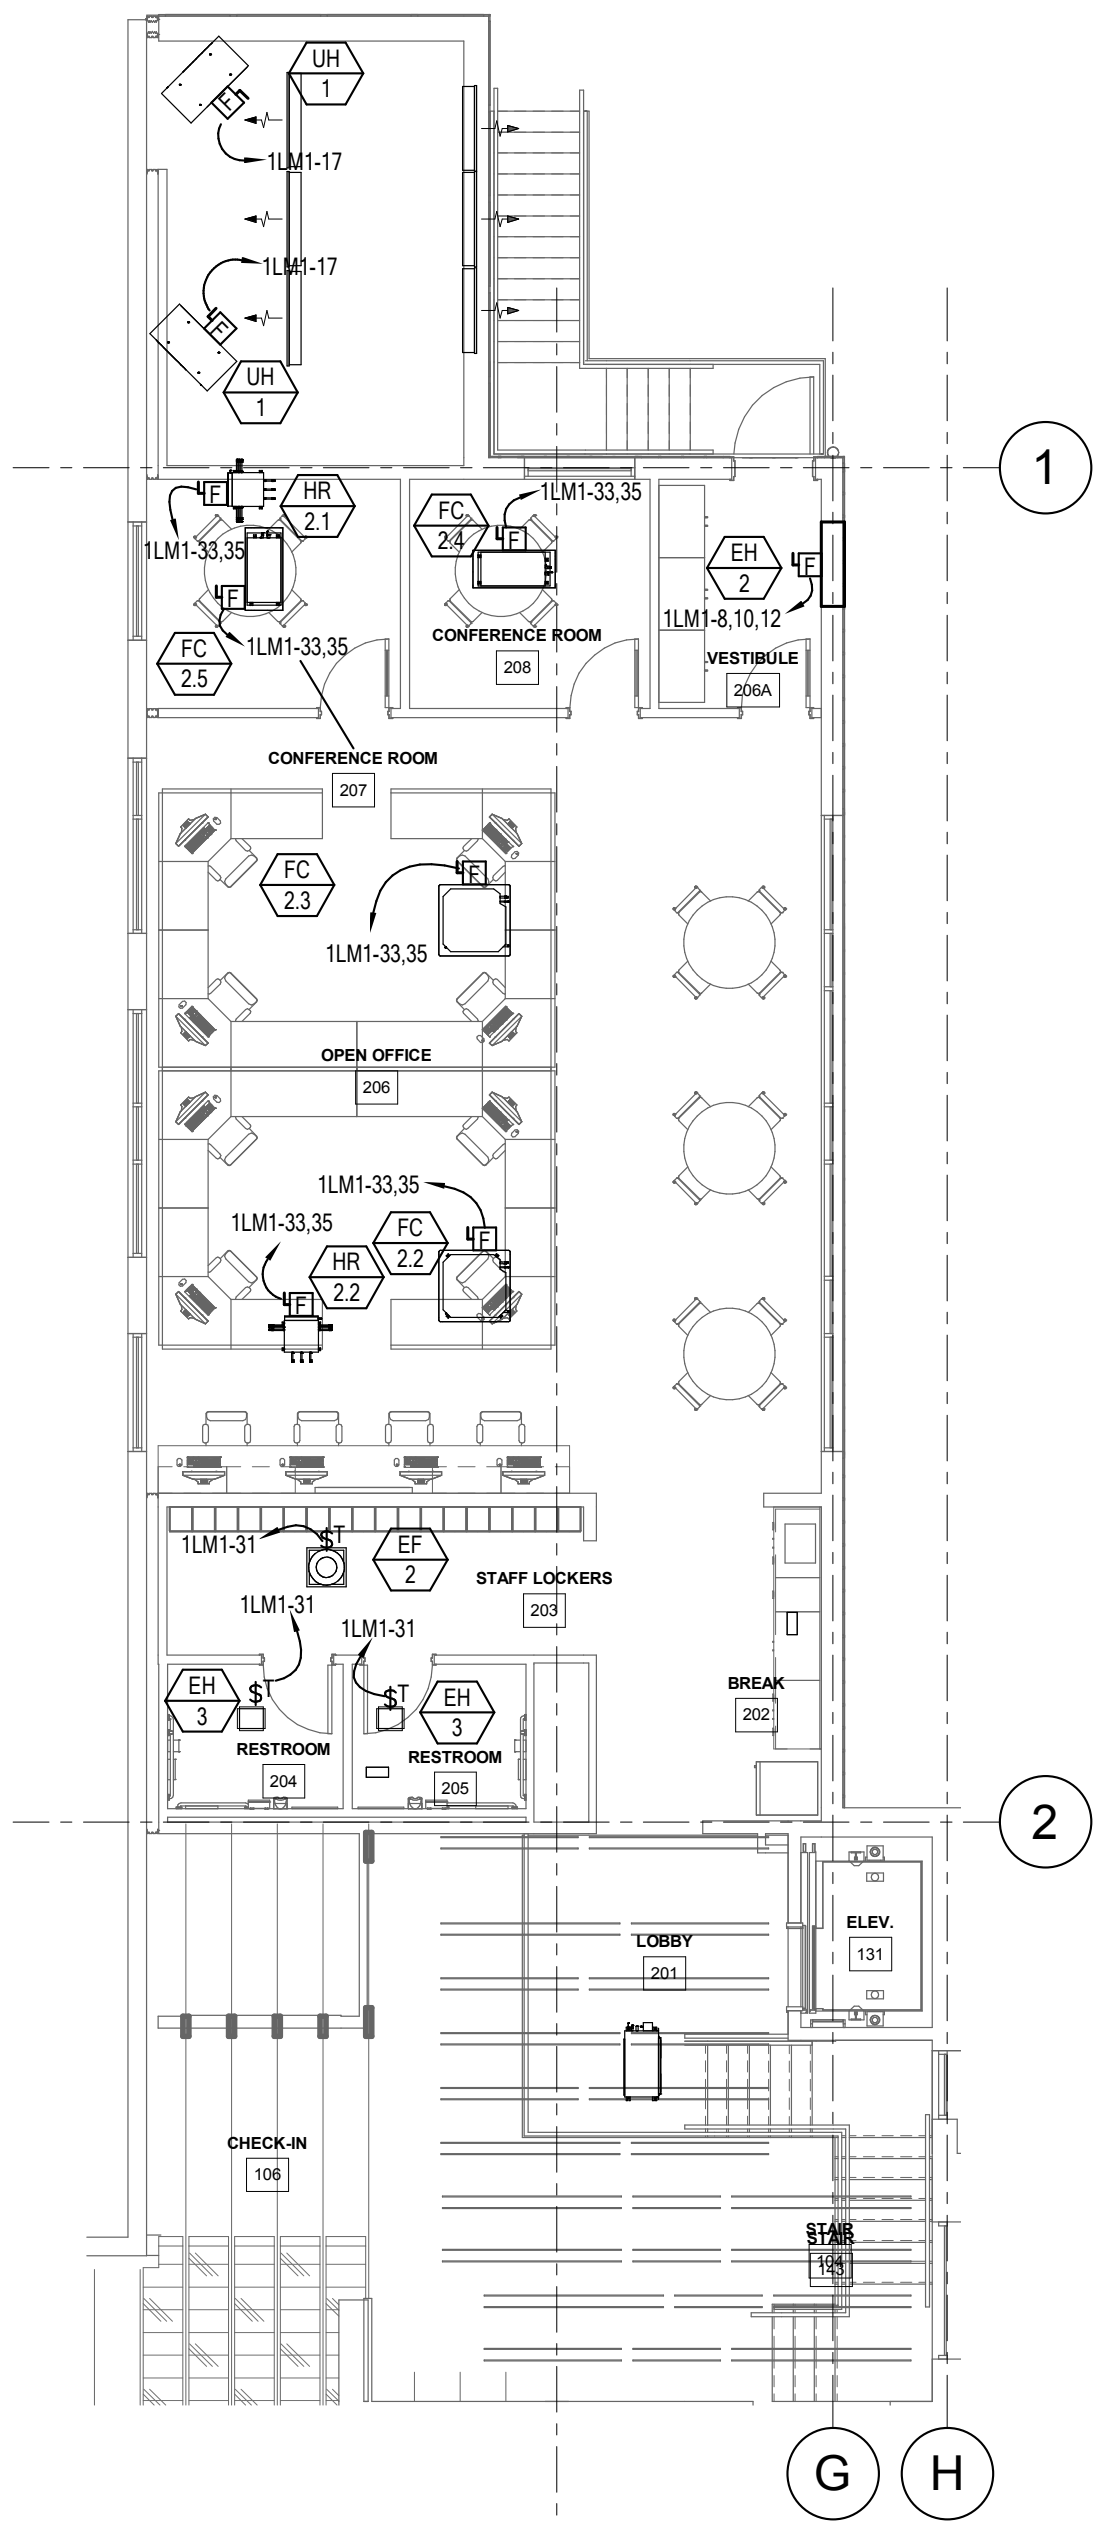 UH
1
F
1LM1-17
1LM1-17
F
UH
1
1
F
HR
2.1
1LM1-33,35
FC
2.4
1LM1-33,35
F
EH
2
F
F
1LM1-8,10,12
1LM1-33,35
CONFERENCE ROOM
208
FC
2.5
VESTIBULE
206A
CONFERENCE ROOM
207
FC
2.3
F
1LM1-33,35
OPEN OFFICE
206
1LM1-33,35
1LM1-33,35
FC
2.2
F
HR
2.2
F
1LM1-31
$T
EF
2
STAFF LOCKERS
203
1LM1-31
1LM1-31
EH
3
$T
$T
EH
3
BREAK
202
RESTROOM
204
RESTROOM
205
2
ELEV.
131
LOBBY
201
CHECK-IN
106
STAIR
104
STAIR
143
G
H